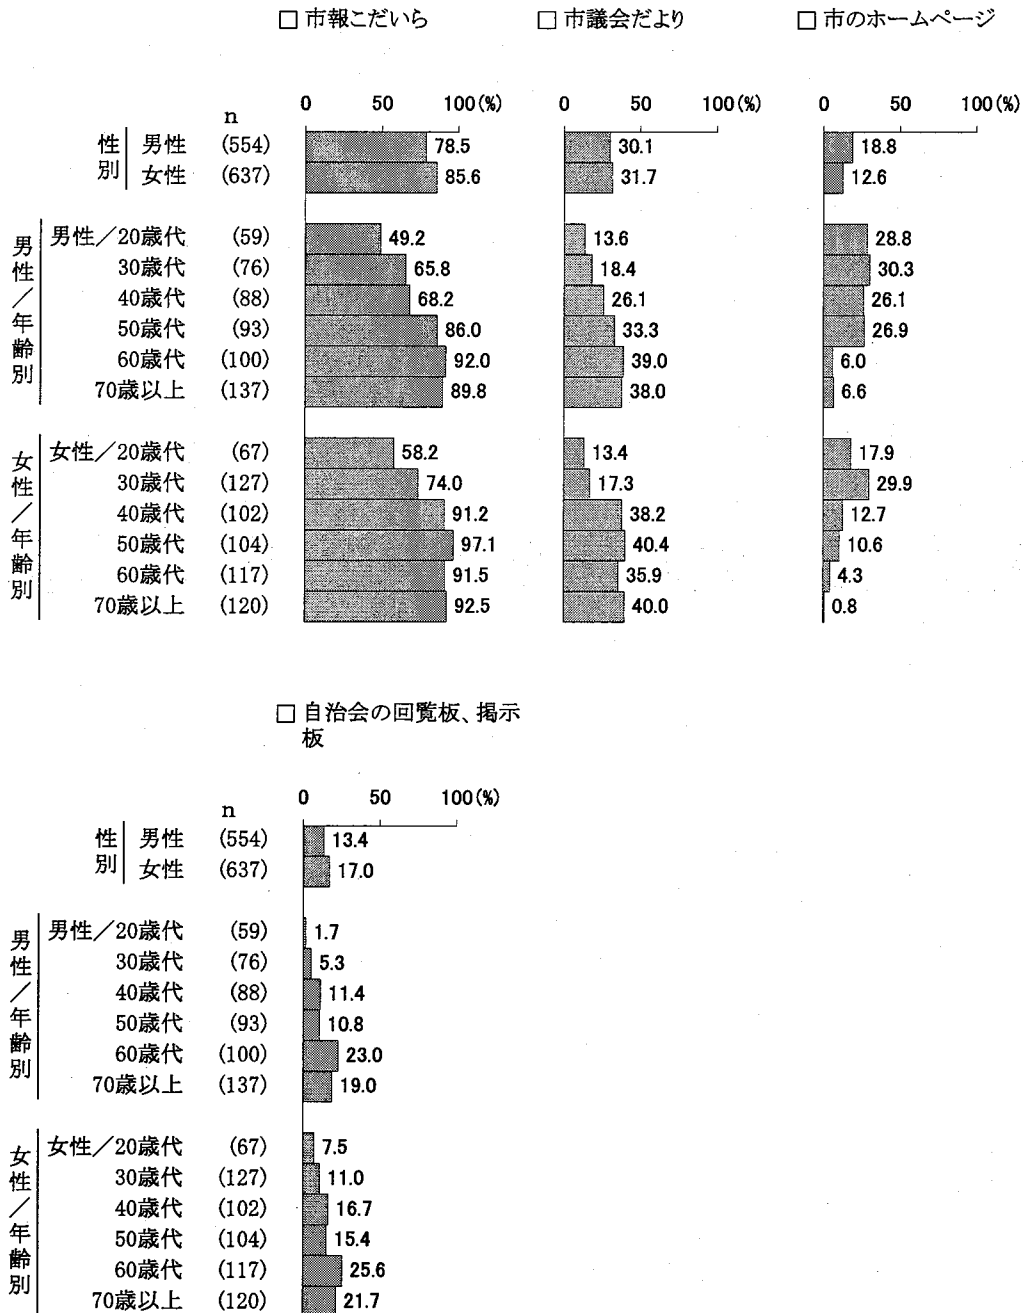 □ 市報こだいら □ 市議会だより □ 市のホームページ
0 50 100(%) 0 50 100(%) 0 50 100(%)
n
性別
男性 (554) 78.5 30.1 18.8
女性 (637) 85.6 31.7 12.6
男性／年齢別
男性／20歳代 (59) 49.2 13.6 28.8
30歳代 (76) 65.8 18.4 30.3
40歳代 (88) 68.2 26.1 26.1
50歳代 (93) 86.0 33.3 26.9
60歳代 (100) 92.0 39.0 6.0
70歳以上 (137) 89.8 38.0 6.6
女性／年齢別
女性／20歳代 (67) 58.2 13.4 17.9
30歳代 (127) 74.0 17.3 29.9
40歳代 (102) 91.2 38.2 12.7
50歳代 (104) 97.1 40.4 10.6
60歳代 (117) 91.5 35.9 4.3
70歳以上 (120) 92.5 40.0 0.8
□ 自治会の回覧板、掲示
板
0 50 100(%)
n
性別
男性 (554) 13.4
女性 (637) 17.0
男性／年齢別
男性／20歳代 (59) 1.7
30歳代 (76) 5.3
40歳代 (88) 11.4
50歳代 (93) 10.8
60歳代 (100) 23.0
70歳以上 (137) 19.0
女性／年齢別
女性／20歳代 (67) 7.5
30歳代 (127) 11.0
40歳代 (102) 16.7
50歳代 (104) 15.4
60歳代 (117) 25.6
70歳以上 (120) 21.7